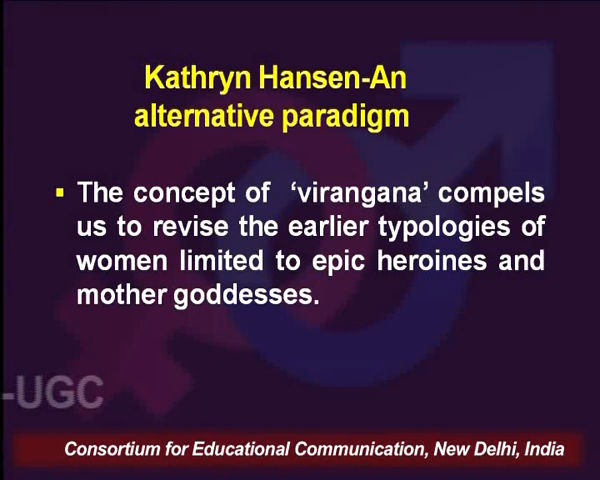 Kathryn Hansen-An
alternative paradigm
▪ The concept of ‘virangana’ compels
us to revise the earlier typologies of
women limited to epic heroines and
mother goddesses.
-UGC
Consortium for Educational Communication, New Delhi, India